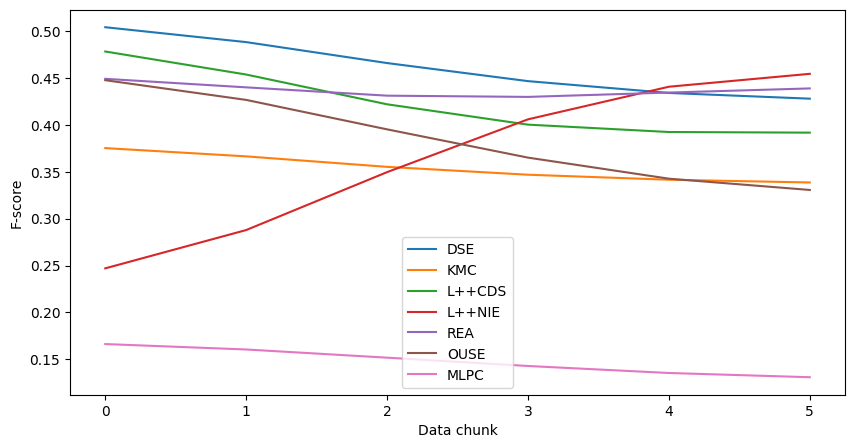 F-score
0.50
0.45
0.40
0.35
0.30
0.25
0.20
0.15
DSE
KMC
L++CDS
L++NIE
REA
OUSE
MLPC
0 1 2 3 4 5
Data chunk